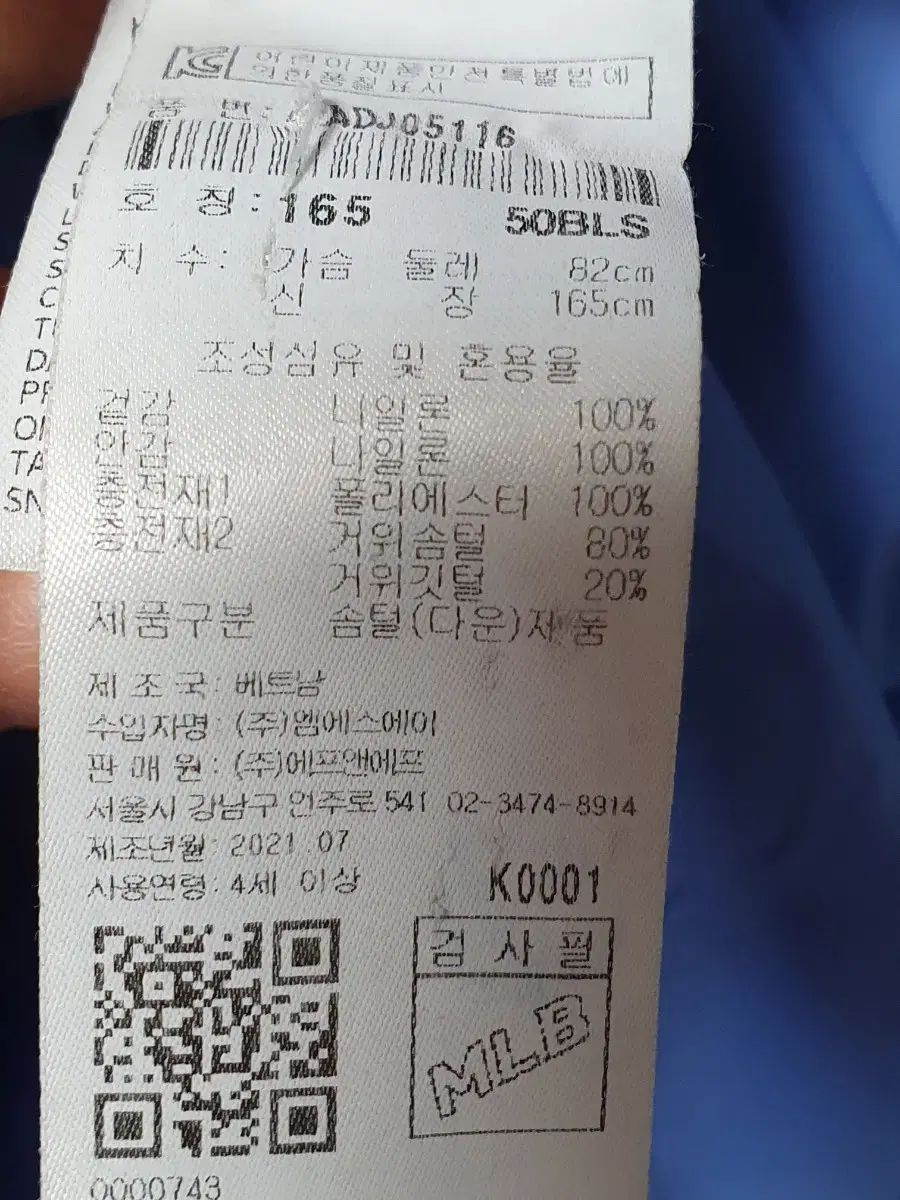 어린이제품안전특별법에
의한품질표시
품 번: ADJ05116
호 칭: 165 50BLS
치 수: 가슴 둘레 82cm
신 장 165cm
조성섬유 및 혼용율
겉감 나일론 100%
안감 나일론 100%
충전재1 폴리에스터 100%
충전재2 거위솜털 80%
거위깃털 20%
제품구분 솜털(다운)제품
제 조 국: 베트남
수입자명: (주)엠에스에이
판 매 원: (주)에프앤에프
서울시 강남구 언주로 541 02-3474-8914
제조년월: 2021.07
사용연령: 4세 이상
K0001
검 사 필
MLB
0000743